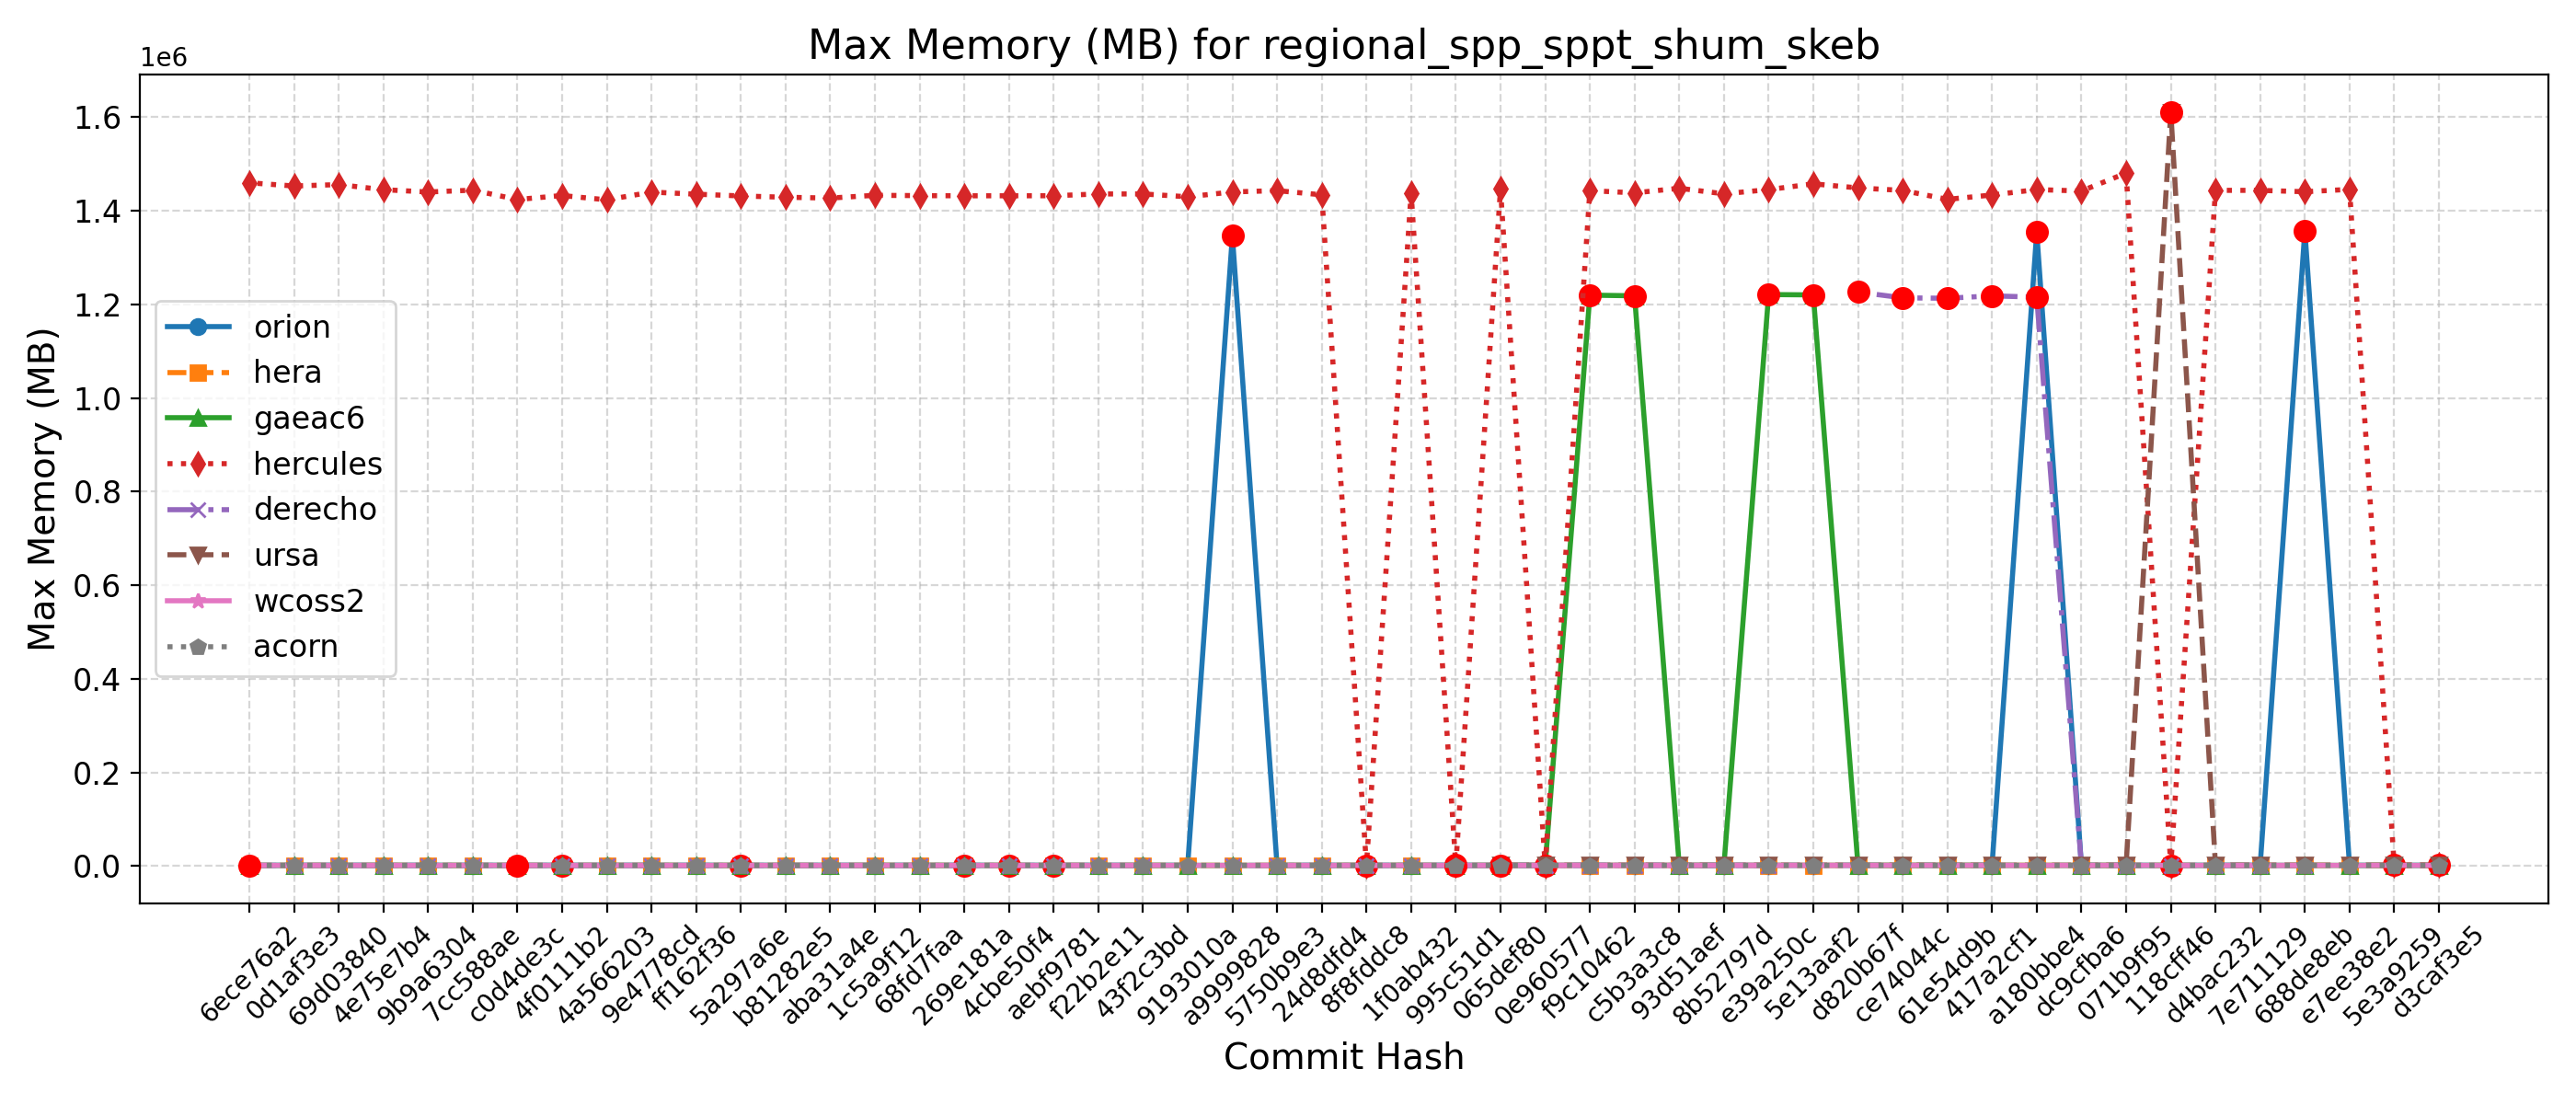 Max Memory (MB) for regional_spp_sppt_shum_skeb
1e6
1.6
1.4
1.2
1.0
0.8
0.6
0.4
0.2
0.0
Max Memory (MB)
orion
hera
gaeac6
hercules
derecho
ursa
wcoss2
acorn
6ece76a2
0d1af3e3
69d03840
4e75e7b4
9b9a6304
7cc588ae
c0d4de3c
4f0111b2
4a566203
9e4778cd
ff162f36
5a297a6e
b81282e5
aba31a4e
1c5a9f12
68fd7faa
269e181a
4cbe50f4
aebf9781
f22b2e11
43f2c3bd
9193010a
a9999828
5750b9e3
24d8dfd4
8f8fddc8
1f0ab432
995c51d1
065def80
0e960577
f9c10462
c5b3a3c8
93d51aef
8b52797d
e39a250c
5e13aaf2
d820b67f
ce74044c
61e54d9b
417a2cf1
a180bbe4
dc9cfba6
071b9f95
118cff46
d4bac232
7e711129
688de8eb
e7ee38e2
5e3a9259
d3caf3e5
Commit Hash